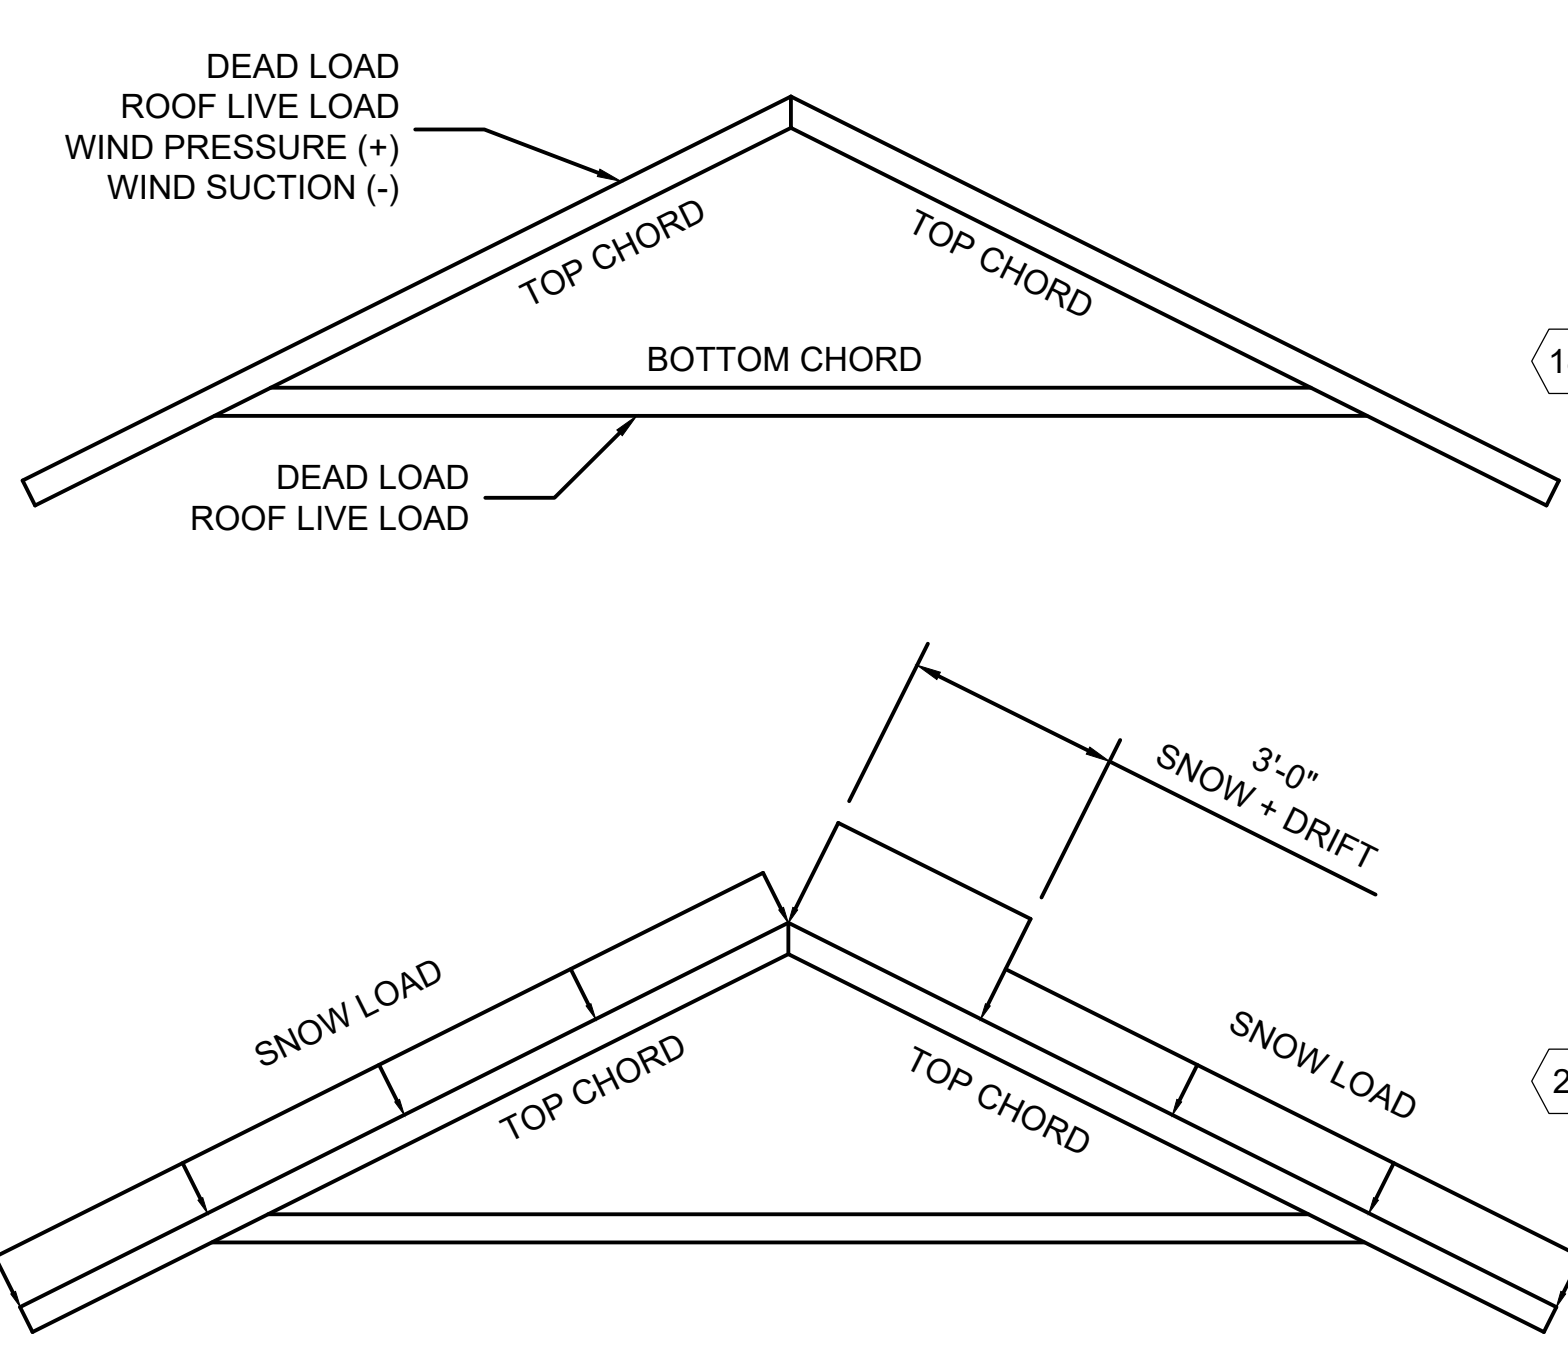 DEAD LOAD
ROOF LIVE LOAD
WIND PRESSURE (+)
WIND SUCTION (-)
TOP CHORD
TOP CHORD
BOTTOM CHORD
1
DEAD LOAD
ROOF LIVE LOAD
3'-0"
SNOW + DRIFT
SNOW LOAD
SNOW LOAD
TOP CHORD
TOP CHORD
2